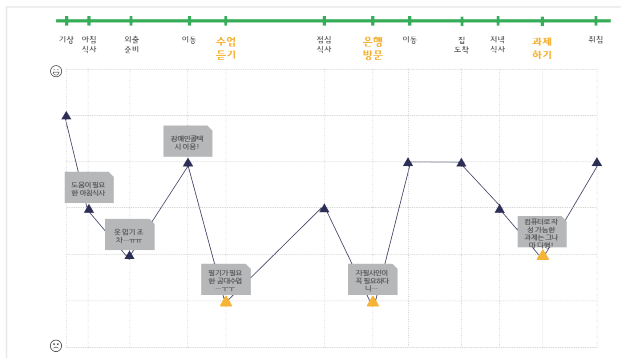 기상
아침
식사
외출
준비
이동
수업
듣기
점심
식사
은행
방문
이동
집
도착
저녁
식사
과제
하기
취침
장애인콜택
시 이용!
도움이 필요
한 아침식사
옷 입기 조
차…ㅠㅠ
필기가 필요
한 공대수업
…ㅜㅜ
자필사인이
꼭 필요하다
니…
컴퓨터로 작
성 가능한
과제는 그나
마 다행!